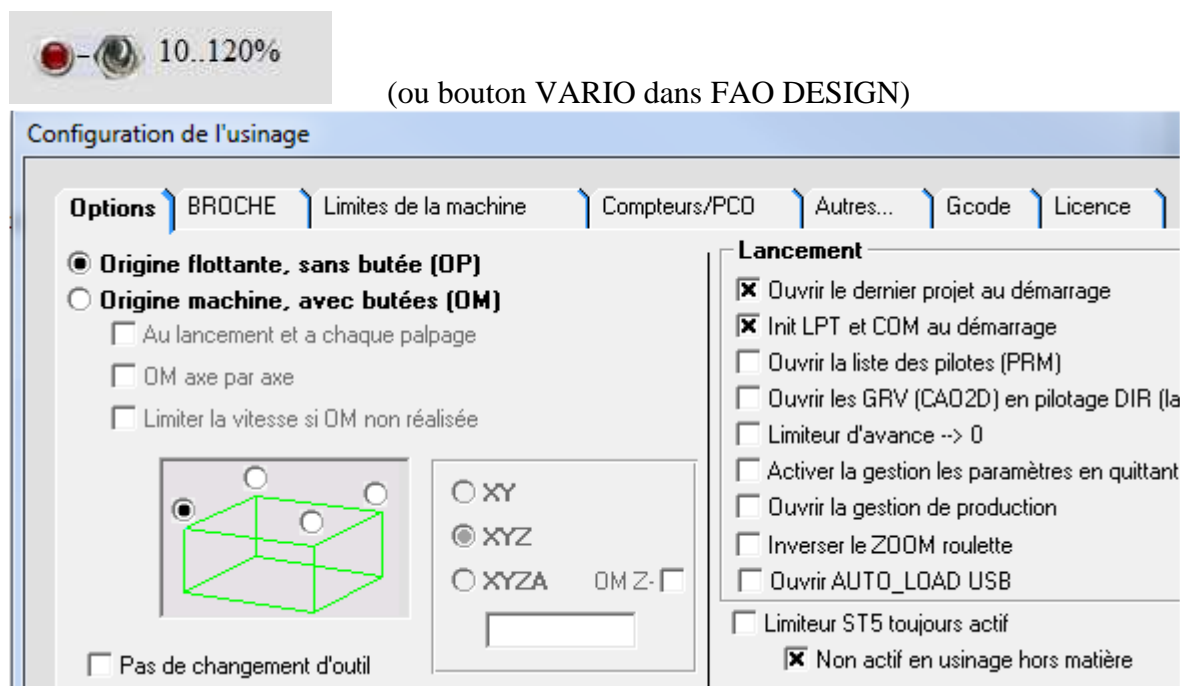 10..120%
(ou bouton VARIO dans FAO DESIGN)
Configuration de l'usinage
Options BROCHE Limites de la machine Compteurs/PCO Autres... Gcode Licence
Origine flottante, sans butée (OP)
Origine machine, avec butées (OM)
Au lancement et a chaque palpage
OM axe par axe
Limiter la vitesse si OM non réalisée
XY
XYZ
XYZA OM Z-
Pas de changement d'outil
Lancement
Ouvrir le dernier projet au démarrage
Init LPT et COM au démarrage
Ouvrir la liste des pilotes (PRM)
Ouvrir les GRV (CAO2D) en pilotage DIR (la
Limiteur d'avance --> 0
Activer la gestion les paramètres en quittant
Ouvrir la gestion de production
Inverser le ZOOM roulette
Ouvrir AUTO_LOAD USB
Limiteur ST5 toujours actif
Non actif en usinage hors matière